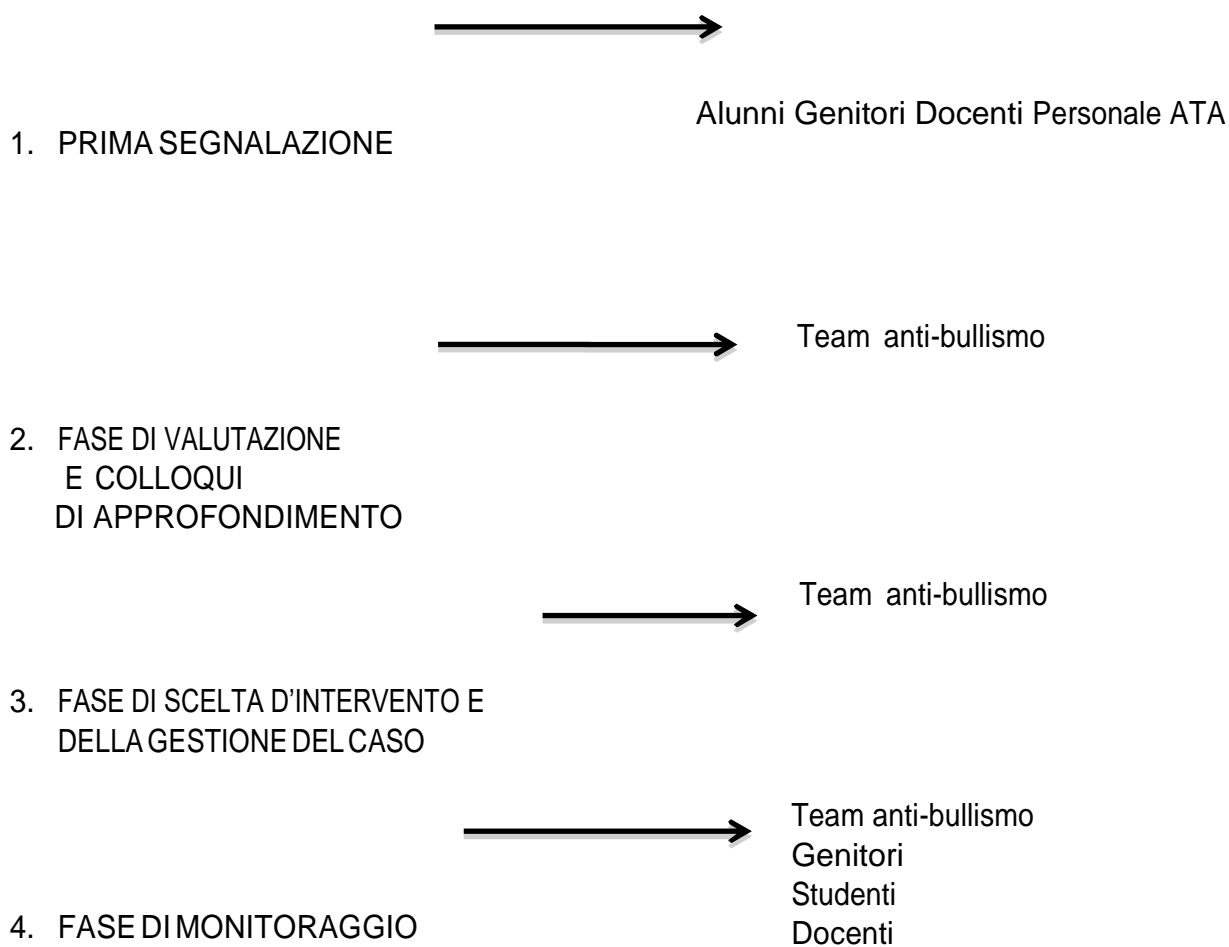 Alunni Genitori Docenti Personale ATA
1. PRIMA SEGNALAZIONE
Team anti-bullismo
2. FASE DI VALUTAZIONE
E COLLOQUI
DI APPROFONDIMENTO
Team anti-bullismo
3. FASE DI SCELTA D’INTERVENTO E
DELLA GESTIONE DEL CASO
Team anti-bullismo
Genitori
Studenti
Docenti
4. FASE DI MONITORAGGIO